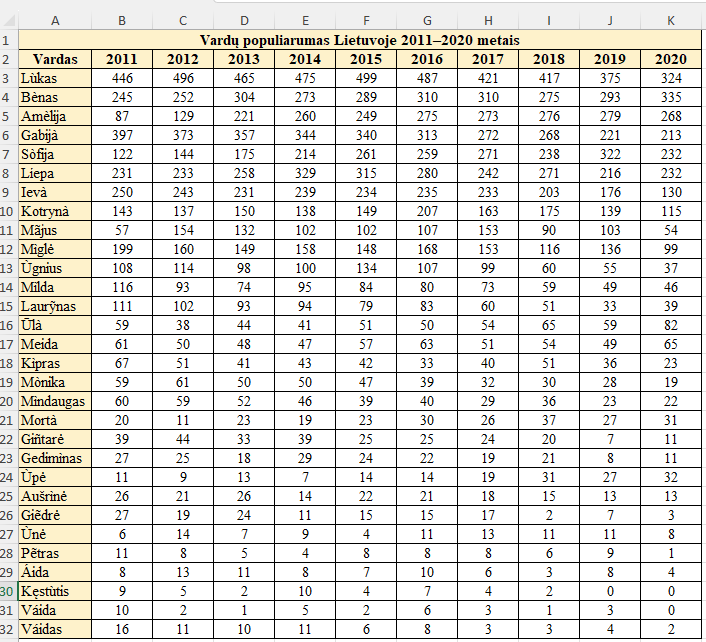 A B C D E F G H I J K
1 Vardų populiarumas Lietuvoje 2011–2020 metais
2 Vardas 2011 2012 2013 2014 2015 2016 2017 2018 2019 2020
3 Lùkas 446 496 465 475 499 487 421 417 375 324
4 Bènas 245 252 304 273 289 310 310 275 293 335
5 Amèlija 87 129 221 260 249 275 273 276 279 268
6 Gabijà 397 373 357 344 340 313 272 268 221 213
7 Sòfija 122 144 175 214 261 259 271 238 322 232
8 Liepa 231 233 258 329 315 280 242 271 216 232
9 Ievà 250 243 231 239 234 235 233 203 176 130
10 Kotrynà 143 137 150 138 149 207 163 175 139 115
11 Mãjus 57 154 132 102 102 107 153 90 103 54
12 Miglė̃ 199 160 149 158 148 168 153 116 136 99
13 Ùgnius 108 114 98 100 134 107 99 60 55 37
14 Milda 116 93 74 95 84 80 73 59 49 46
15 Laurỹnas 111 102 93 94 79 83 60 51 33 39
16 Ūlà 59 38 44 41 51 50 54 65 59 82
17 Meida 61 50 48 47 57 63 51 54 49 65
18 Kipras 67 51 41 43 42 33 40 51 36 23
19 Mònika 59 61 50 50 47 39 32 30 28 19
20 Mindaugas 60 59 52 46 39 40 29 36 23 22
21 Mortà 20 11 23 19 23 30 26 37 27 31
22 Giñtarė 39 44 33 39 25 25 24 20 7 11
23 Gedìminas 27 25 18 29 24 22 19 21 8 11
24 Ùpė 11 9 13 7 14 14 19 31 27 32
25 Aušrinė 26 21 26 14 22 21 18 15 13 13
26 Giẽdrė 27 19 24 11 15 15 17 2 7 3
27 Ùnė 6 14 7 9 4 11 13 11 11 8
28 Pẽtras 11 8 5 4 8 8 8 6 9 1
29 Áida 8 13 11 8 7 10 6 3 8 4
30 Kęstùtis 9 5 2 10 4 7 4 2 0 0
31 Váida 10 2 1 5 2 6 3 1 3 0
32 Váidas 16 11 10 11 6 8 3 3 4 2